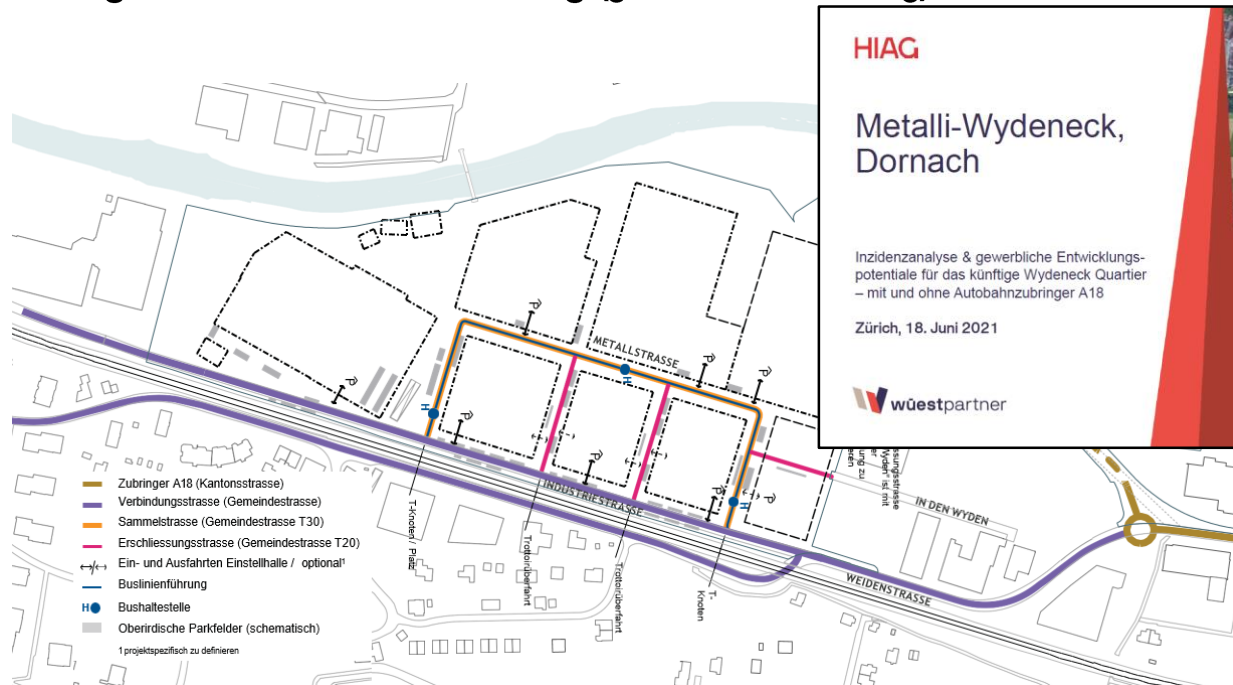 HIAG
Metalli-Wydeneck,
Dornach
Inzidenzanalyse & gewerbliche Entwicklungs-
potentiale für das künftige Wydeneck Quartier
– mit und ohne Autobahnzubringer A18
Zürich, 18. Juni 2021
wüestpartner
METALLSTRASSE
H
H
H
INDUSTRIESTRASSE
IN DEN WYDEN
WEIDENSTRASSE
T-Knoten / Platz
Trottoirüberfahrt
Trottoirüberfahrt
T-
Knoten
Zubringer A18 (Kantonsstrasse)
Verbindungsstrasse (Gemeindestrasse)
Sammelstrasse (Gemeindestrasse T30)
Erschliessungsstrasse (Gemeindestrasse T20)
Ein- und Ausfahrten Einstellhalle / optional¹
Buslinienführung
H Bushaltestelle
Oberirdische Parkfelder (schematisch)
1 projektspezifisch zu definieren